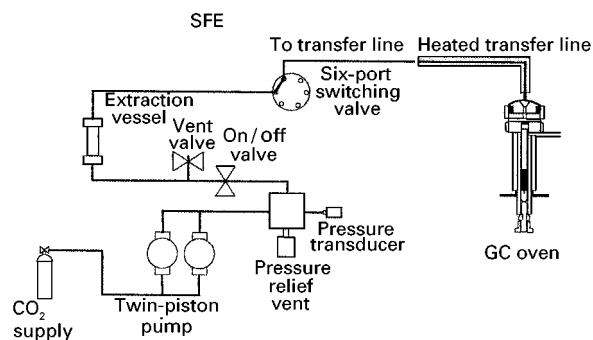 SFE
To transfer line
Heated transfer line
Six-port
switching
valve
Extraction
vessel
Vent
valve
On/off
valve
Pressure
transducer
Pressure
relief
vent
GC oven
Twin-piston
pump
CO₂
supply